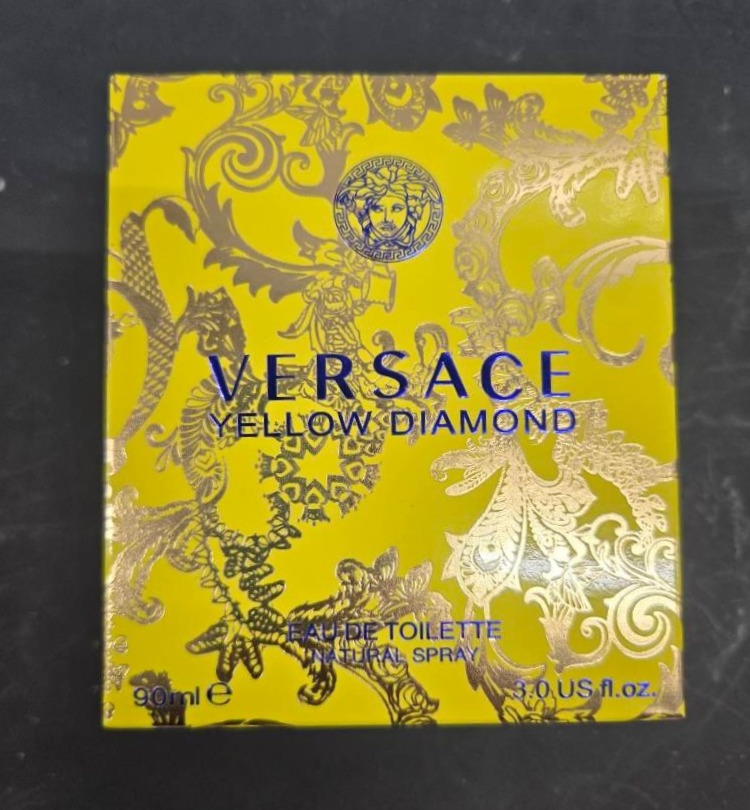 VERSACE
YELLOW DIAMOND
EAU DE TOILETTE
NATURAL SPRAY
90ml ℮
3.0 US fl.oz.